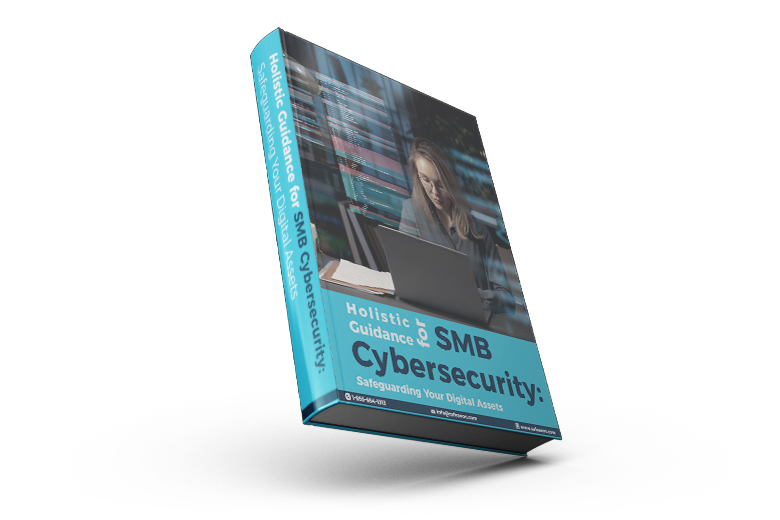 Holistic Guidance for SMB Cybersecurity:
Safeguarding Your Digital Assets
Holistic
Guidance for SMB
Cybersecurity:
Safeguarding Your Digital Assets